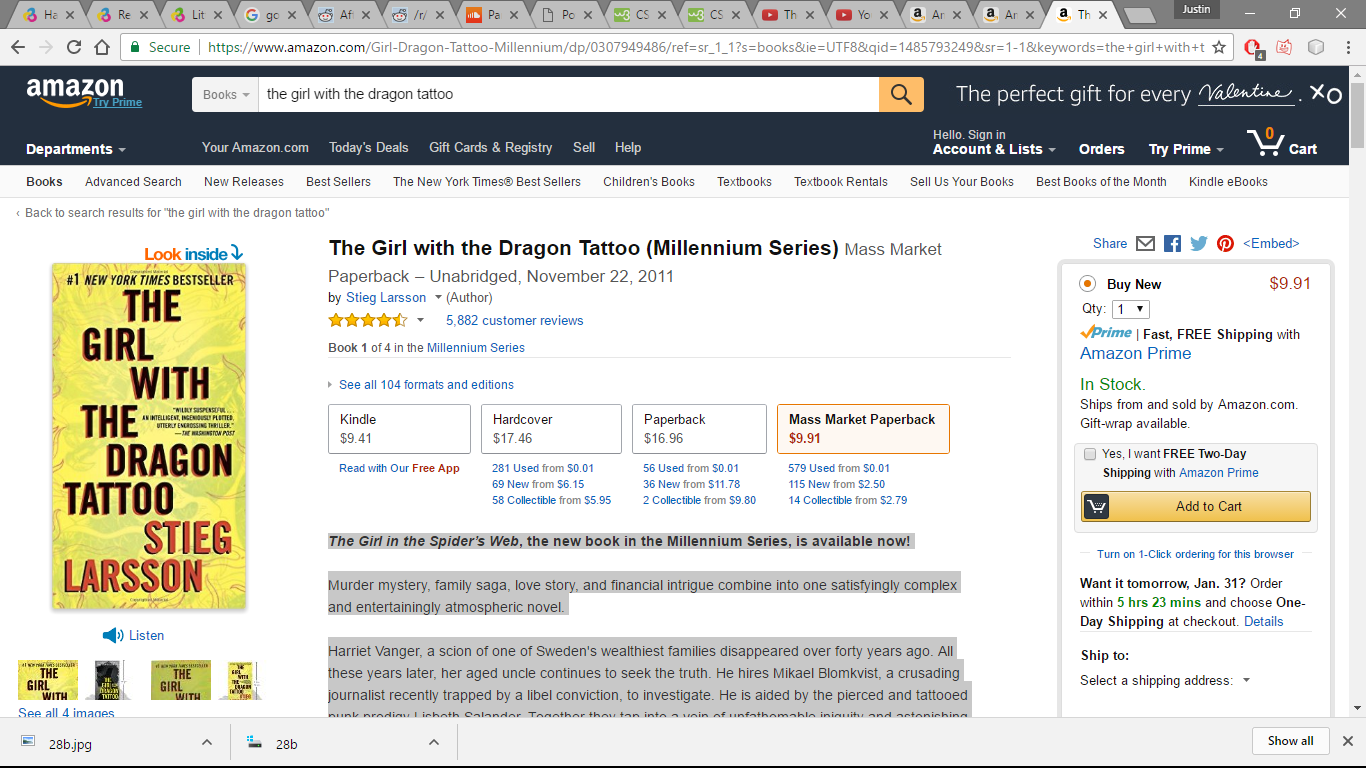 Ha
Re
Lit
go
Aft
/r/
Pa
Po
CS
CS
Th
Yo
An
An
Th
Justin
Secure
https://www.amazon.com/Girl-Dragon-Tattoo-Millennium/dp/0307949486/ref=sr_1_1?s=books&ie=UTF8&qid=1485793249&sr=1-1&keywords=the+girl+with+t
4
amazon
Try Prime
Books
the girl with the dragon tattoo
The perfect gift for every Valentine.
Departments
Your Amazon.com
Today's Deals
Gift Cards & Registry
Sell
Help
Hello. Sign in
Account & Lists
Orders
Try Prime
0
Cart
Books
Advanced Search
New Releases
Best Sellers
The New York Times® Best Sellers
Children's Books
Textbooks
Textbook Rentals
Sell Us Your Books
Best Books of the Month
Kindle eBooks
‹ Back to search results for "the girl with the dragon tattoo"
Look inside
#1 NEW YORK TIMES BESTSELLER
THE
GIRL
WITH
THE
"WILDLY SUSPENSEFUL...
AN INTELLIGENT, INGENIOUSLY PLOTTED,
UTTERLY ENGROSSING THRILLER."
—THE WASHINGTON POST
DRAGON
TATTOO
STIEG
LARSSON
Listen
See all 4 images
The Girl with the Dragon Tattoo (Millennium Series) Mass Market
Paperback – Unabridged, November 22, 2011
by Stieg Larsson (Author)
5,882 customer reviews
Book 1 of 4 in the Millennium Series
See all 104 formats and editions
Kindle
$9.41
Read with Our Free App
Hardcover
$17.46
281 Used from $0.01
69 New from $6.15
58 Collectible from $5.95
Paperback
$16.96
56 Used from $0.01
36 New from $11.78
2 Collectible from $9.80
Mass Market Paperback
$9.91
579 Used from $0.01
115 New from $2.50
14 Collectible from $2.79
The Girl in the Spider's Web, the new book in the Millennium Series, is available now!
Murder mystery, family saga, love story, and financial intrigue combine into one satisfyingly complex
and entertainingly atmospheric novel.
Harriet Vanger, a scion of one of Sweden's wealthiest families disappeared over forty years ago. All
these years later, her aged uncle continues to seek the truth. He hires Mikael Blomkvist, a crusading
journalist recently trapped by a libel conviction, to investigate. He is aided by the pierced and tattooed
punk prodigy Lisbeth Salander. Together they tap into a vein of unfathomable iniquity and astonishing
Share
<Embed>
Buy New
$9.91
Qty: 1
Prime | Fast, FREE Shipping with
Amazon Prime
In Stock.
Ships from and sold by Amazon.com.
Gift-wrap available.
Yes, I want FREE Two-Day
Shipping with Amazon Prime
Add to Cart
Turn on 1-Click ordering for this browser
Want it tomorrow, Jan. 31? Order
within 5 hrs 23 mins and choose One-
Day Shipping at checkout. Details
Ship to:
Select a shipping address:
28b.jpg
28b
Show all